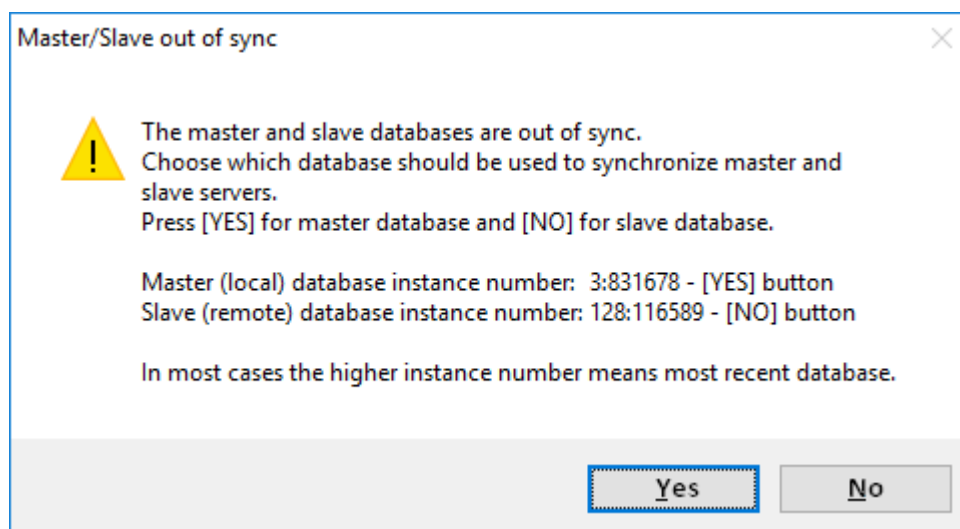 Master/Slave out of sync
The master and slave databases are out of sync.
Choose which database should be used to synchronize master and
slave servers.
Press [YES] for master database and [NO] for slave database.
Master (local) database instance number:  3:831678 - [YES] button
Slave (remote) database instance number: 128:116589 - [NO] button
In most cases the higher instance number means most recent database.
Yes
No